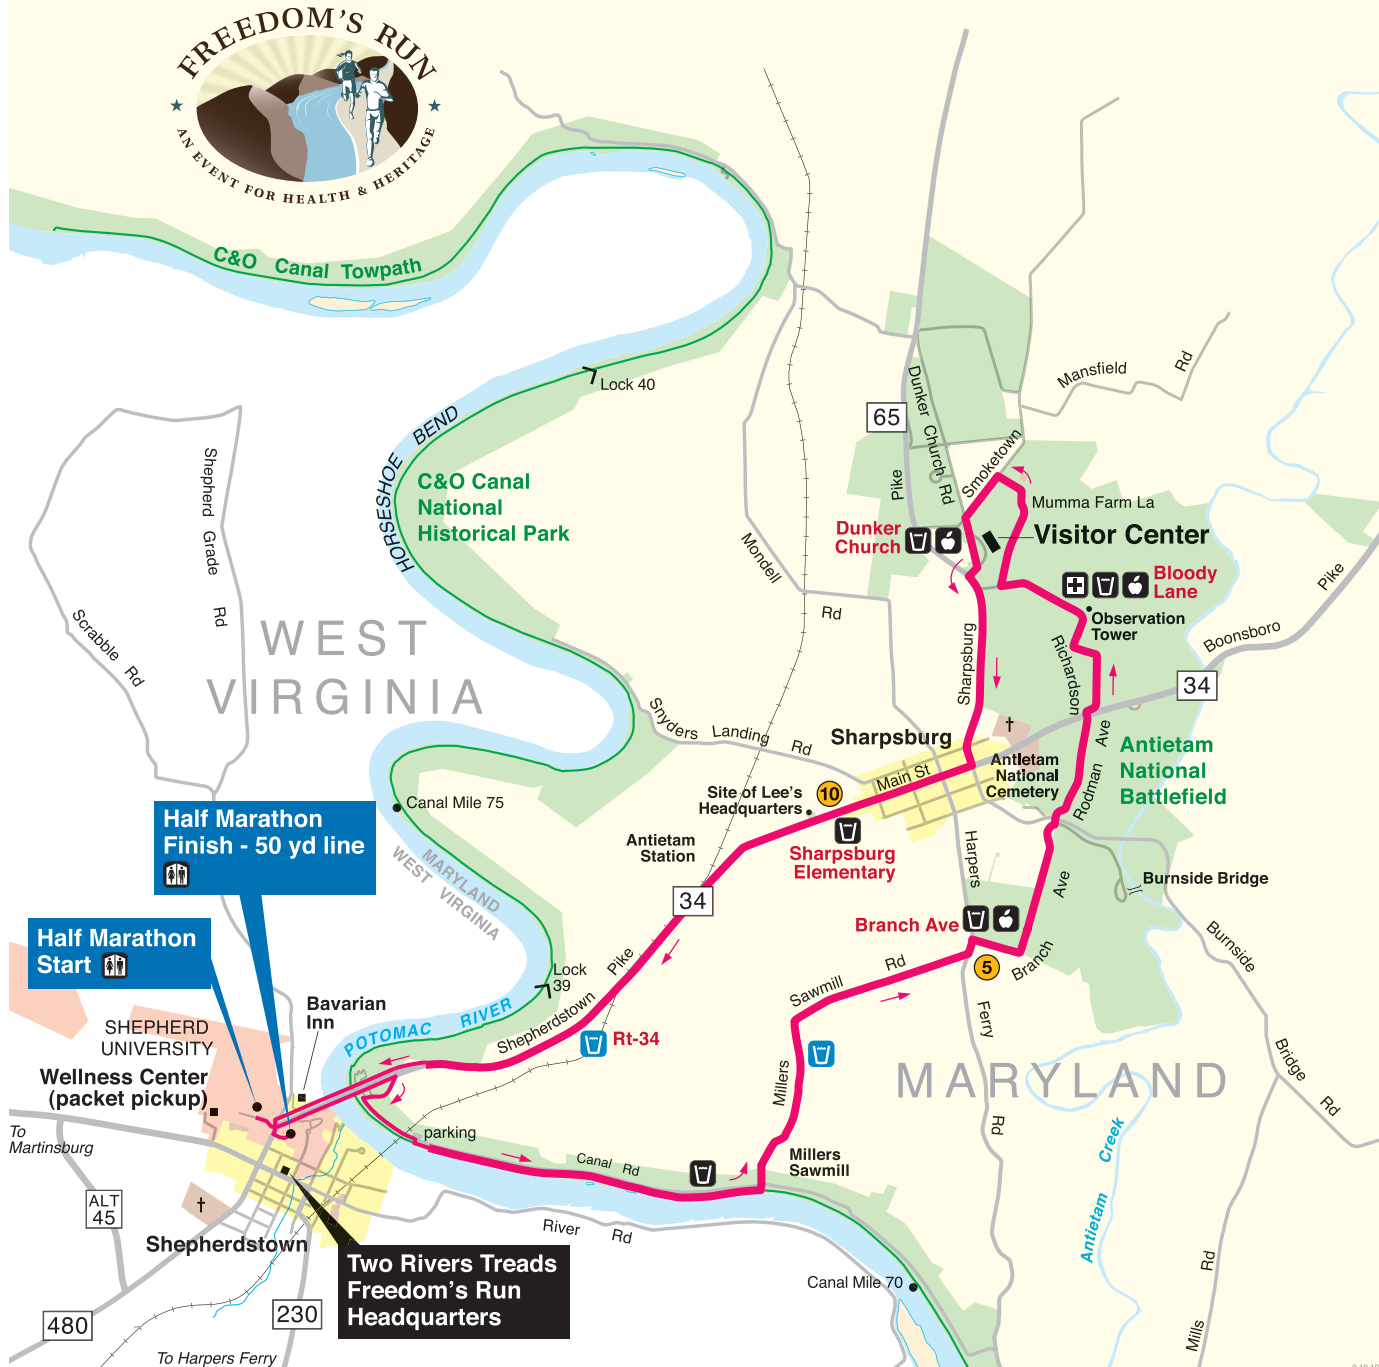 FREEDOM'S RUN
AN EVENT FOR HEALTH & HERITAGE
C&O Canal Towpath
Lock 40
HORSESHOE BEND
C&O Canal
National
Historical Park
65
Dunker Church Rd
Pike
Smoketown
Mansfield Rd
Mumma Farm La
Visitor Center
Dunker
Church
Bloody
Lane
Observation
Tower
Boonsboro Pike
34
Richardson Ave
Sharpsburg
Mondell Rd
Shepherd Grade Rd
Scrabble Rd
WEST
VIRGINIA
Snyders Landing Rd
Sharpsburg
Main St
Antietam
National
Cemetery
Rodman
Antietam
National
Battlefield
Canal Mile 75
Site of Lee's
Headquarters
10
Sharpsburg
Elementary
Antietam
Station
34
MARYLAND
WEST VIRGINIA
Half Marathon
Finish - 50 yd line
Half Marathon
Start
Harpers Ferry Rd
Burnside Bridge
Branch Ave
5
Branch Ave
Burnside Bridge Rd
Lock
39
Shepherdstown Pike
Rt-34
Sawmill Rd
Millers
MARYLAND
Bavarian
Inn
POTOMAC RIVER
SHEPHERD
UNIVERSITY
Wellness Center
(packet pickup)
To
Martinsburg
parking
Canal Rd
Millers
Sawmill
Antietam Creek
ALT
45
Shepherdstown
River Rd
Two Rivers Treads
Freedom's Run
Headquarters
Canal Mile 70
Mills Rd
480
230
To Harpers Ferry